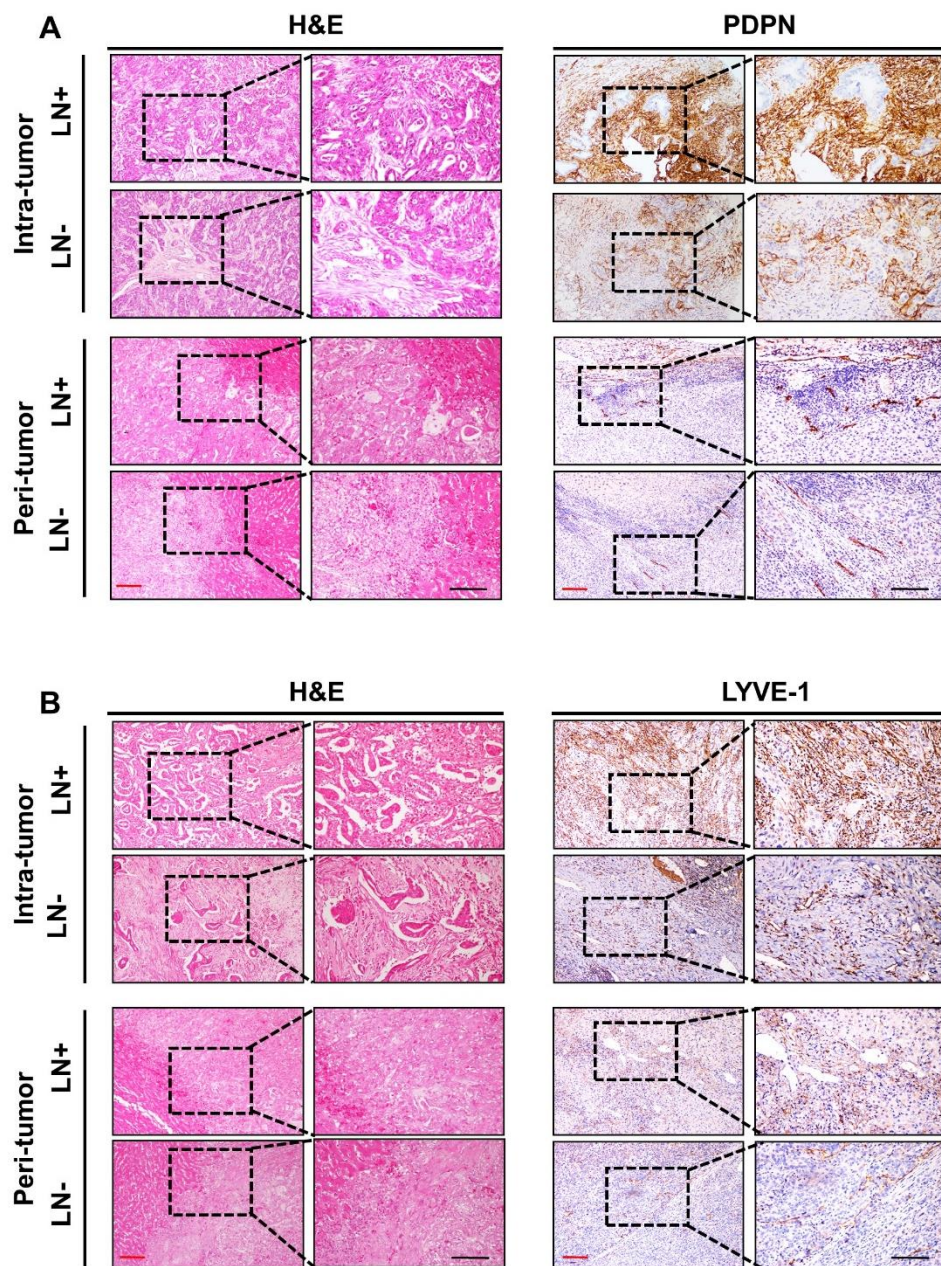 A
H&E
PDPN
Intra-tumor
LN+
LN-
Peri-tumor
LN+
LN-
B
H&E
LYVE-1
Intra-tumor
LN+
LN-
Peri-tumor
LN+
LN-